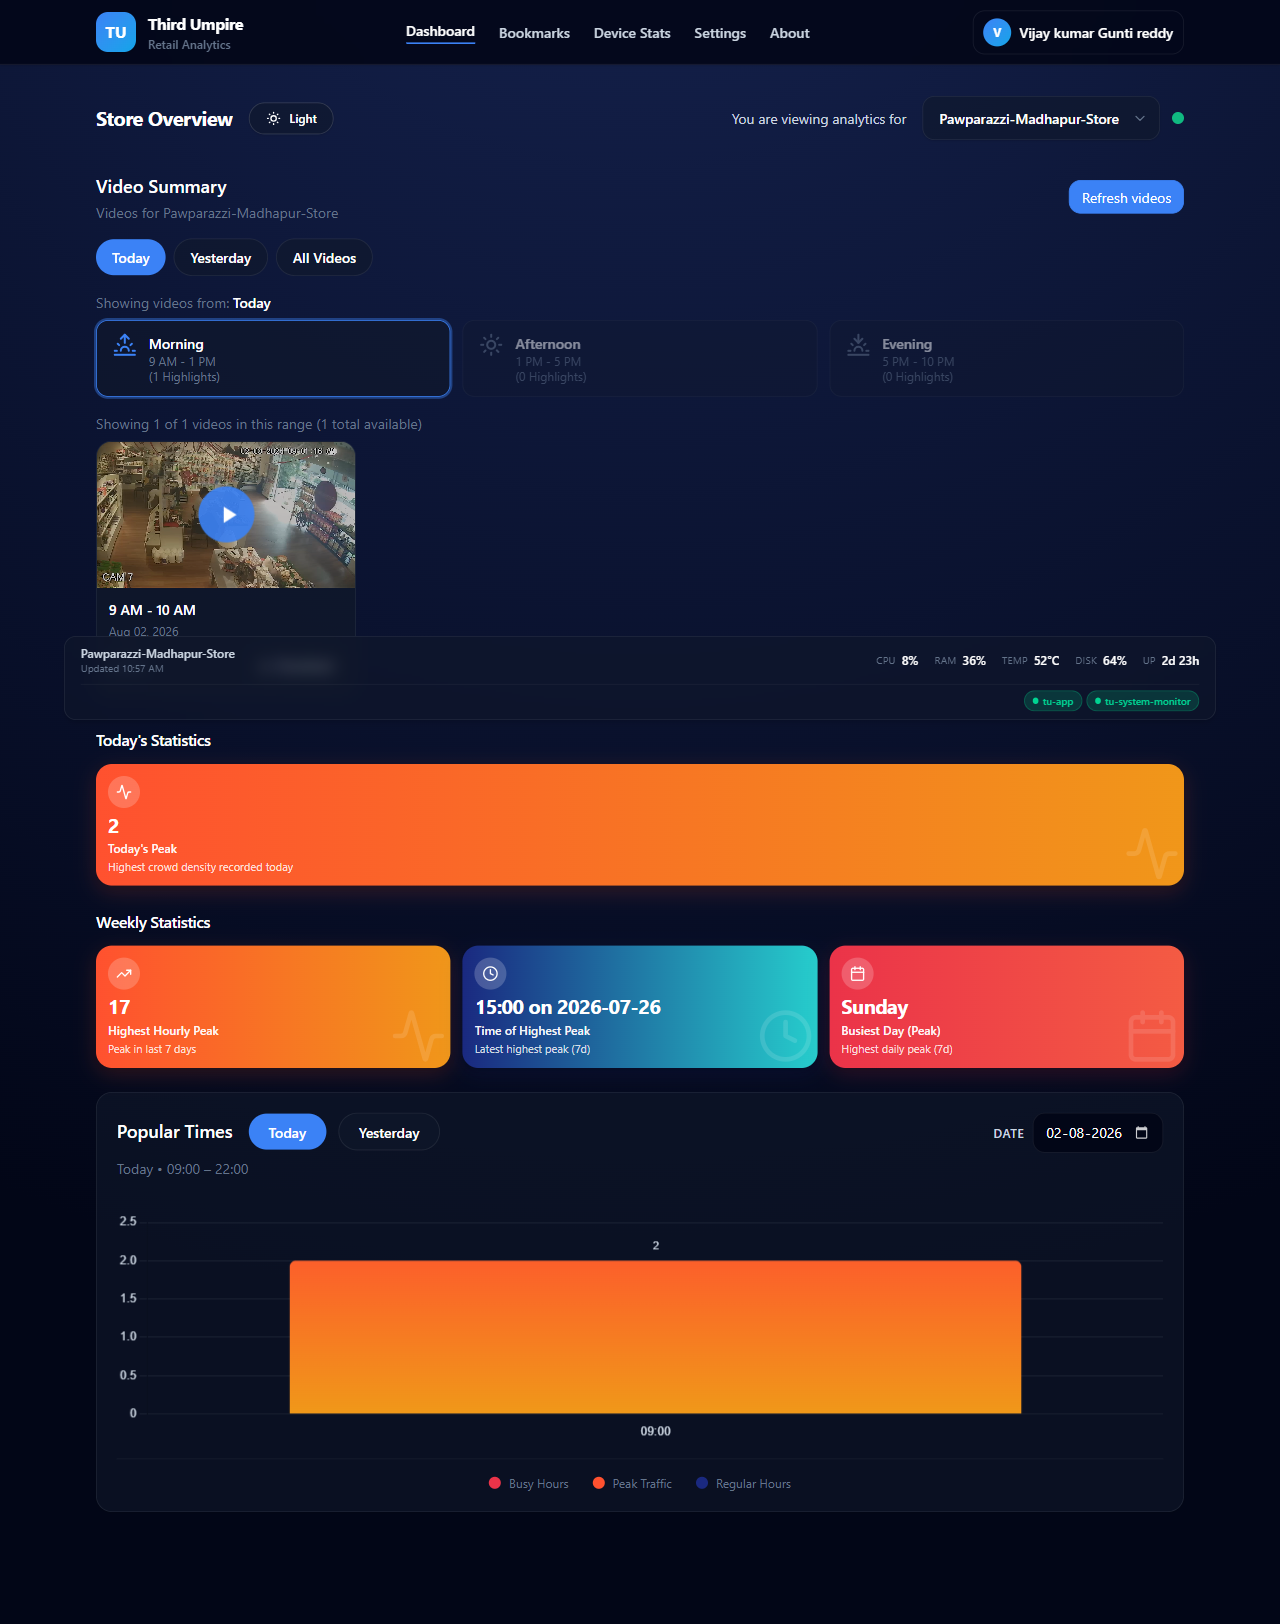 TU
Third Umpire
Retail Analytics
Dashboard
Bookmarks
Device Stats
Settings
About
V
Vijay kumar Gunti reddy
Store Overview
Light
You are viewing analytics for
Pawparazzi-Madhapur-Store
Video Summary
Videos for Pawparazzi-Madhapur-Store
Refresh videos
Today
Yesterday
All Videos
Showing videos from: Today
Morning
9 AM - 1 PM
(1 Highlights)
Afternoon
1 PM - 5 PM
(0 Highlights)
Evening
5 PM - 10 PM
(0 Highlights)
Showing 1 of 1 videos in this range (1 total available)
CAM 7
9 AM - 10 AM
Aug 02, 2026
Pawparazzi-Madhapur-Store
Updated 10:57 AM
CPU 8%
RAM 36%
TEMP 52°C
DISK 64%
UP 2d 23h
tu-app
tu-system-monitor
Today's Statistics
2
Today's Peak
Highest crowd density recorded today
Weekly Statistics
17
Highest Hourly Peak
Peak in last 7 days
15:00 on 2026-07-26
Time of Highest Peak
Latest highest peak (7d)
Sunday
Busiest Day (Peak)
Highest daily peak (7d)
Popular Times
Today
Yesterday
DATE
02-08-2026
Today • 09:00 – 22:00
2.5
2
2.0
1.5
1.0
0.5
0
09:00
Busy Hours
Peak Traffic
Regular Hours